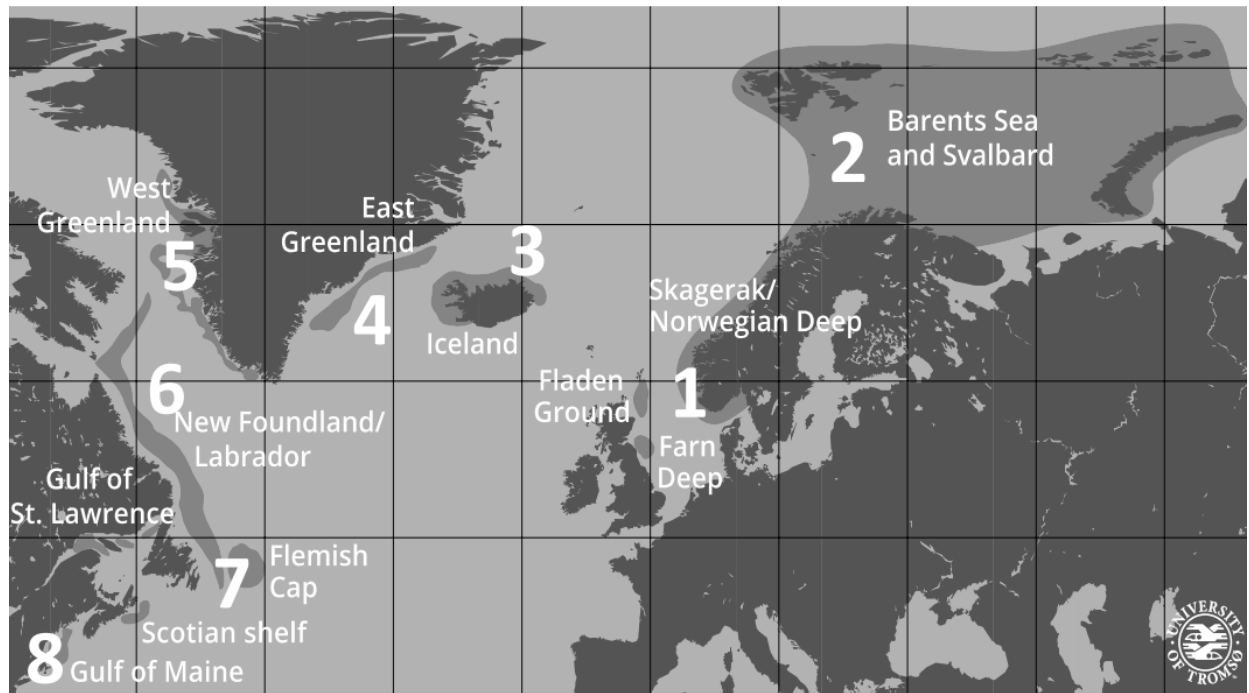 Barents Sea
and Svalbard
2
West
Greenland
5
East
Greenland
4
3
Iceland
Skagerak/
Norwegian Deep
1
Fladen
Ground
Farn
Deep
6
New Foundland/
Labrador
Gulf of
St. Lawrence
7
Flemish
Cap
Scotian shelf
8
Gulf of Maine
UNIVERSITY
OF TROMSØ